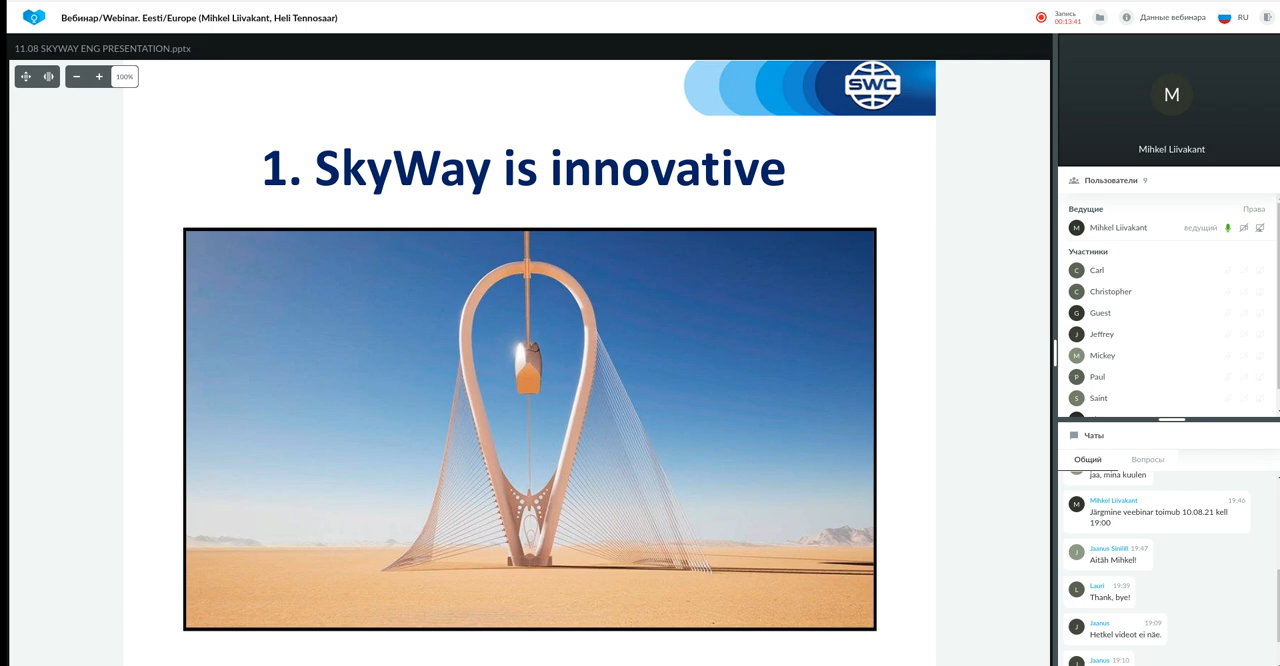 Вебинар/Webinar. Eesti/Europe (Mihkel Liivakant, Heli Tennosaar)
Запись
00:13:41
Данные вебинара
RU
11.08 SKYWAY ENG PRESENTATION.pptx
100%
SWC
1. SkyWay is innovative
M
Mihkel Liivakant
Пользователи 9
Ведущие
Права
M Mihkel Liivakant ведущий
Участники
C Carl
C Christopher
G Guest
J Jeffrey
M Mickey
P Paul
S Saint
Чаты
Общий
Вопросы
jaa, mina kuulen
M Mihkel Liivakant 19:46
Järgmine veebinar toimub 10.08.21 kell
19:00
J Jaanus Sinilill 19:47
Aitäh Mihkel!
L Lauri 19:39
Thank, bye!
J Jaanus 19:09
Hetkel videot ei näe.
J Jaanus 19:10